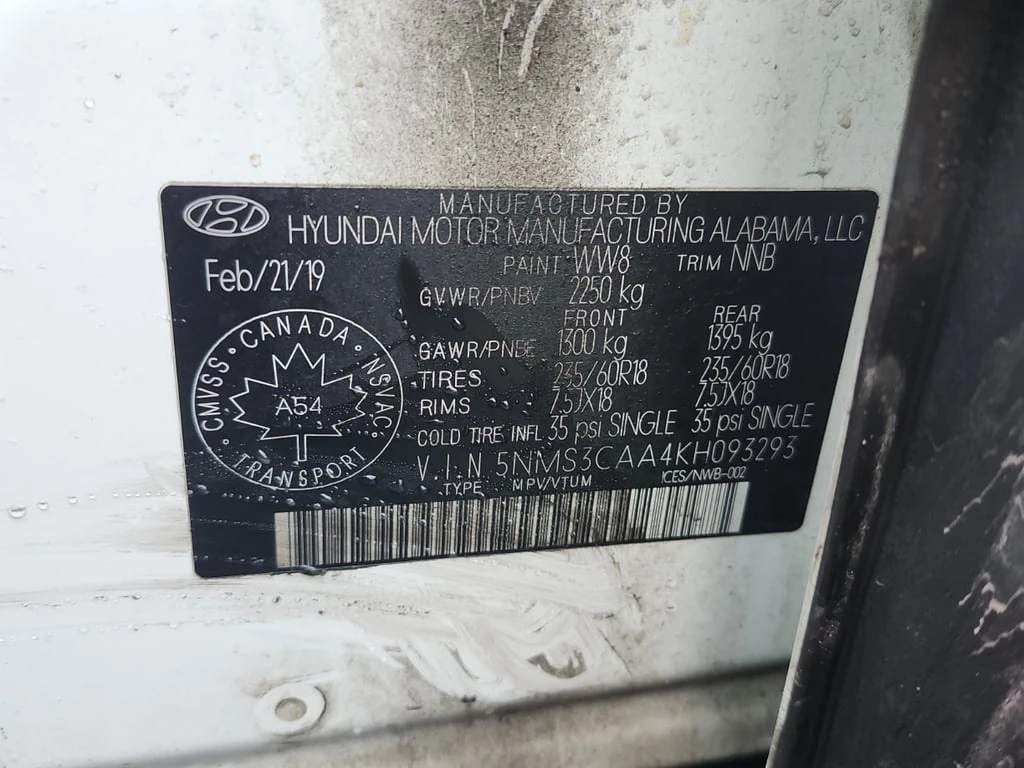 MANUFACTURED BY
HYUNDAI MOTOR MANUFACTURING ALABAMA, LLC
Feb/21/19
PAINT WW8 TRIM NNB
GVWR/PNBV 2250 kg
FRONT REAR
GAWR/PNBE 1300 kg 1395 kg
TIRES 235/60R18 235/60R18
RIMS 7.5JX18 7.5JX18
COLD TIRE INFL 35 psi SINGLE 35 psi SINGLE
V.I.N 5NMS3CAA4KH093293
TYPE MPV/VTUM ICES/NWB-002
CMVSS • CANADA • NSVAC •
A54
TRANSPORT